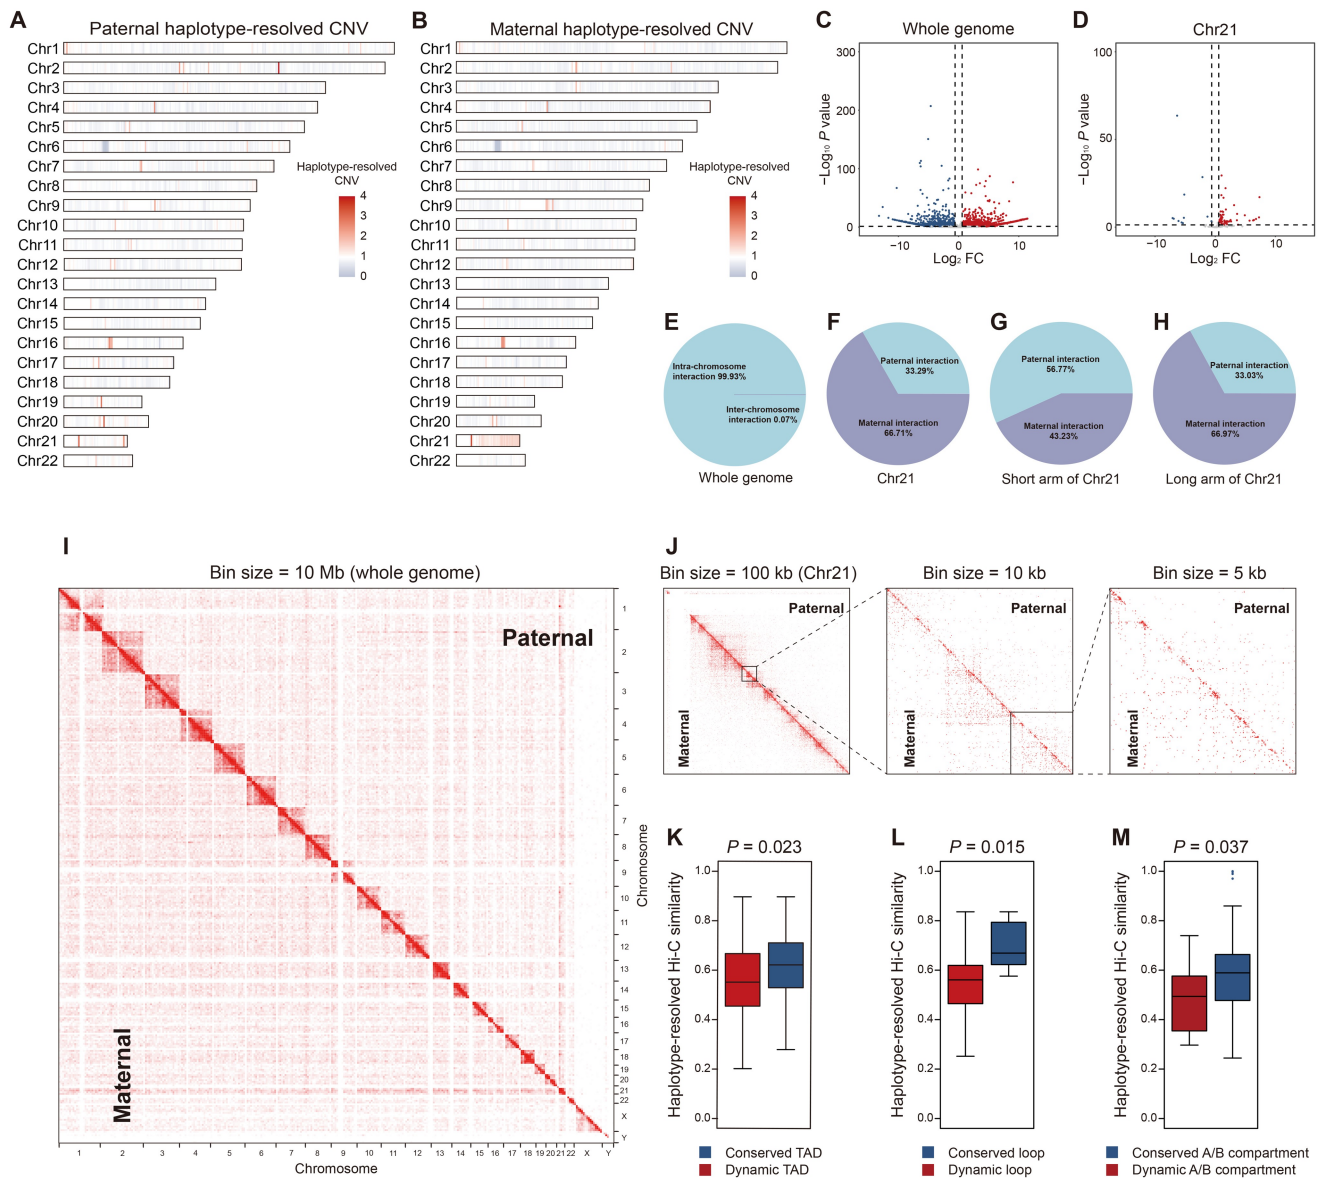 A
Paternal haplotype-resolved CNV
Chr1
Chr2
Chr3
Chr4
Chr5
Chr6
Chr7
Chr8
Chr9
Chr10
Chr11
Chr12
Chr13
Chr14
Chr15
Chr16
Chr17
Chr18
Chr19
Chr20
Chr21
Chr22
Haplotype-resolved
CNV
4
3
2
1
0
B
Maternal haplotype-resolved CNV
Chr1
Chr2
Chr3
Chr4
Chr5
Chr6
Chr7
Chr8
Chr9
Chr10
Chr11
Chr12
Chr13
Chr14
Chr15
Chr16
Chr17
Chr18
Chr19
Chr20
Chr21
Chr22
Haplotype-resolved
CNV
4
3
2
1
0
C
Whole genome
−Log₁₀ P value
300
200
100
0
−10 0 10
Log₂ FC
D
Chr21
−Log₁₀ P value
100
50
0
−10 0 10
Log₂ FC
E
Intra-chromosome
interaction 99.93%
Inter-chromosome
interaction 0.07%
Whole genome
F
Paternal interaction
33.29%
Maternal interaction
66.71%
Chr21
G
Paternal interaction
56.77%
Maternal interaction
43.23%
Short arm of Chr21
H
Paternal interaction
33.03%
Maternal interaction
66.97%
Long arm of Chr21
I
Bin size = 10 Mb (whole genome)
Paternal
Maternal
1
2
3
4
5
6
7
8
9
10
11
12
13
14
15
16
17
18
19
20
21
22
X
Y
Chromosome
1 2 3 4 5 6 7 8 9 10 11 12 13 14 15 16 17 18 19 20 21 22 X Y
Chromosome
J
Bin size = 100 kb (Chr21)
Paternal
Maternal
Bin size = 10 kb
Paternal
Maternal
Bin size = 5 kb
Paternal
Maternal
K
P = 0.023
Haplotype-resolved Hi-C similarity
1.0
0.8
0.6
0.4
0.2
0.0
Conserved TAD
Dynamic TAD
L
P = 0.015
Haplotype-resolved Hi-C similarity
1.0
0.8
0.6
0.4
0.2
0.0
Conserved loop
Dynamic loop
M
P = 0.037
Haplotype-resolved Hi-C similarity
1.0
0.8
0.6
0.4
0.2
0.0
Conserved A/B compartment
Dynamic A/B compartment